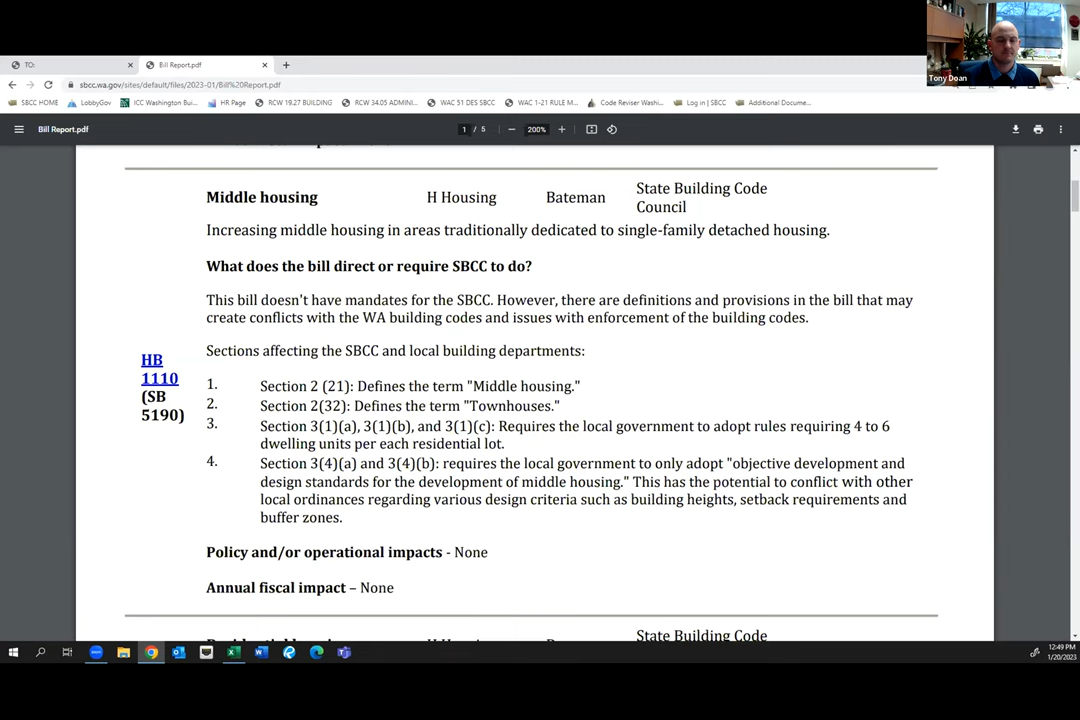 Tony Doan
TO:
Bill Report.pdf
sbcc.wa.gov/sites/default/files/2023-01/Bill%20Report.pdf
SBCC HOME
LobbyGov
ICC Washington Bui...
HR Page
RCW 19.27 BUILDING
RCW 34.05 ADMINI...
WAC 51 DES SBCC
WAC 1-21 RULE M...
Code Reviser Washi...
Log in | SBCC
Additional Docume...
Bill Report.pdf
1 / 5
200%
Middle housing
H Housing
Bateman
State Building Code
Council
Increasing middle housing in areas traditionally dedicated to single-family detached housing.
What does the bill direct or require SBCC to do?
This bill doesn't have mandates for the SBCC. However, there are definitions and provisions in the bill that may
create conflicts with the WA building codes and issues with enforcement of the building codes.
Sections affecting the SBCC and local building departments:
HB
1110
(SB
5190)
1. Section 2 (21): Defines the term "Middle housing."
2. Section 2(32): Defines the term "Townhouses."
3. Section 3(1)(a), 3(1)(b), and 3(1)(c): Requires the local government to adopt rules requiring 4 to 6
dwelling units per each residential lot.
4. Section 3(4)(a) and 3(4)(b): requires the local government to only adopt "objective development and
design standards for the development of middle housing." This has the potential to conflict with other
local ordinances regarding various design criteria such as building heights, setback requirements and
buffer zones.
Policy and/or operational impacts - None
Annual fiscal impact – None
State Building Code
12:49 PM
1/20/2023